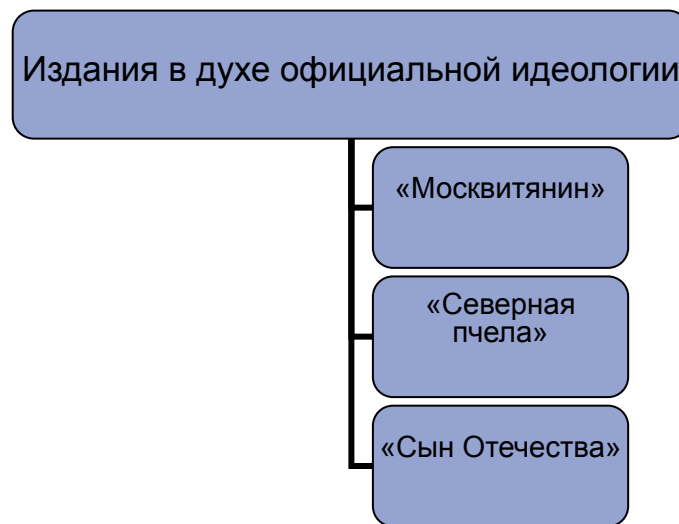 Издания в духе официальной идеологии
«Москвитянин»
«Северная
пчела»
«Сын Отечества»